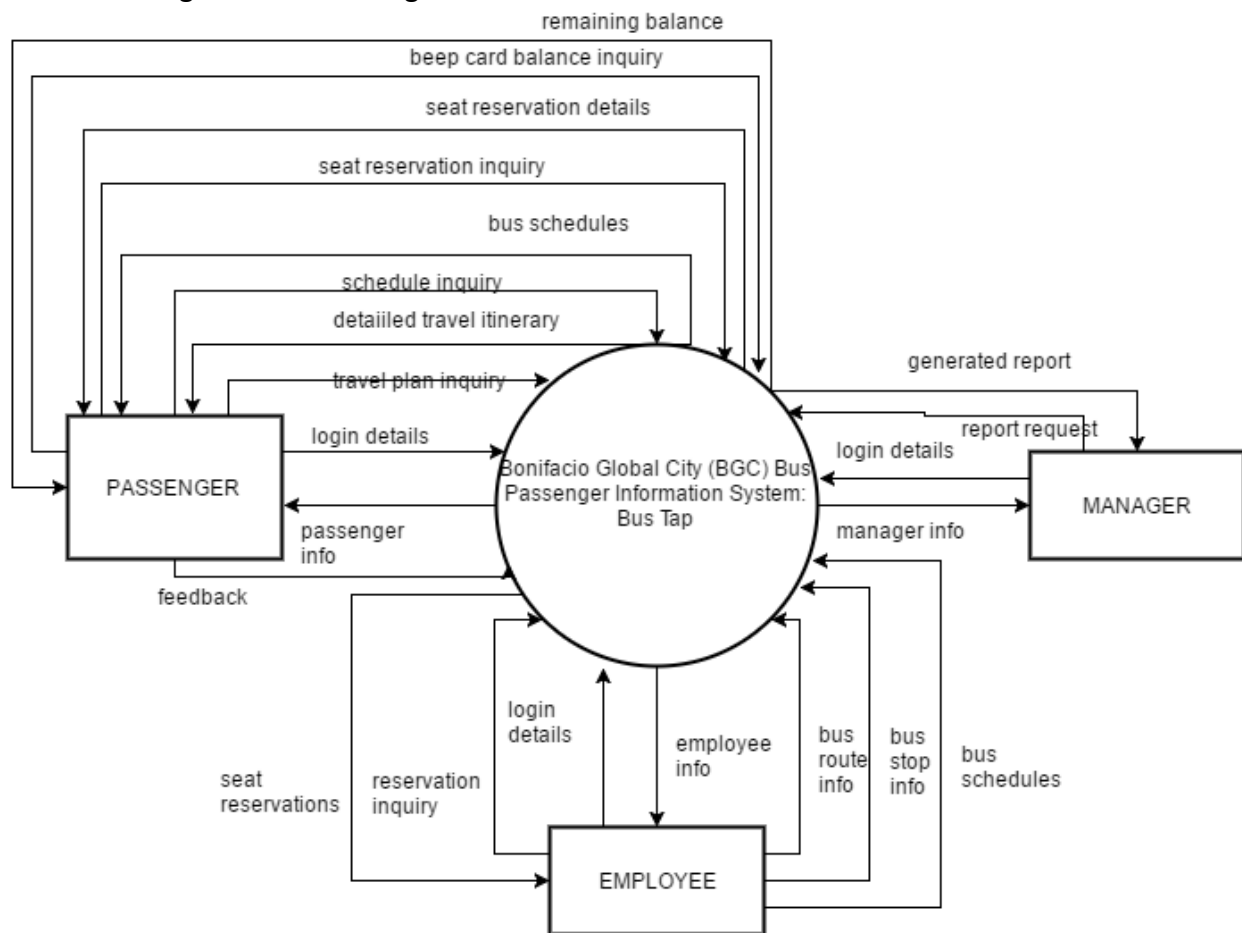 remaining balance
beep card balance inquiry
seat reservation details
seat reservation inquiry
bus schedules
schedule inquiry
detaiiled travel itinerary
travel plan inquiry
generated report
report request
login details
login details
PASSENGER
Bonifacio Global City (BGC) Bus
Passenger Information System:
Bus Tap
MANAGER
passenger
info
manager info
feedback
login
details
employee
info
bus
route
info
bus
stop
info
bus
schedules
seat
reservations
reservation
inquiry
EMPLOYEE